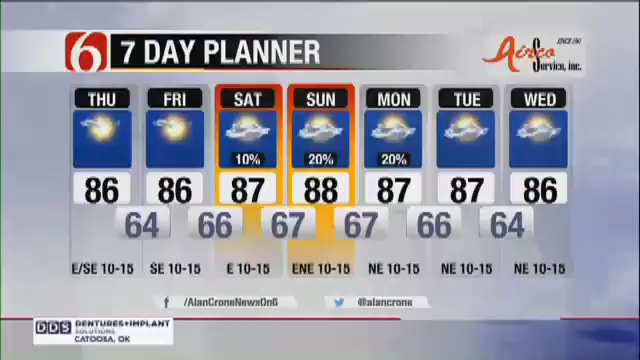 6 7 DAY PLANNER
SINCE 1961
Airco
Service, inc.
THU FRI SAT SUN MON TUE WED
10% 20% 20%
86 86 87 88 87 87 86
64 66 67 67 66 64
E/SE 10-15 SE 10-15 E 10-15 ENE 10-15 NE 10-15 NE 10-15 NE 10-15
f /AlanCroneNewsOn6 @alancrone
DDS DENTURES+IMPLANT
SOLUTIONS
CATOOSA, OK